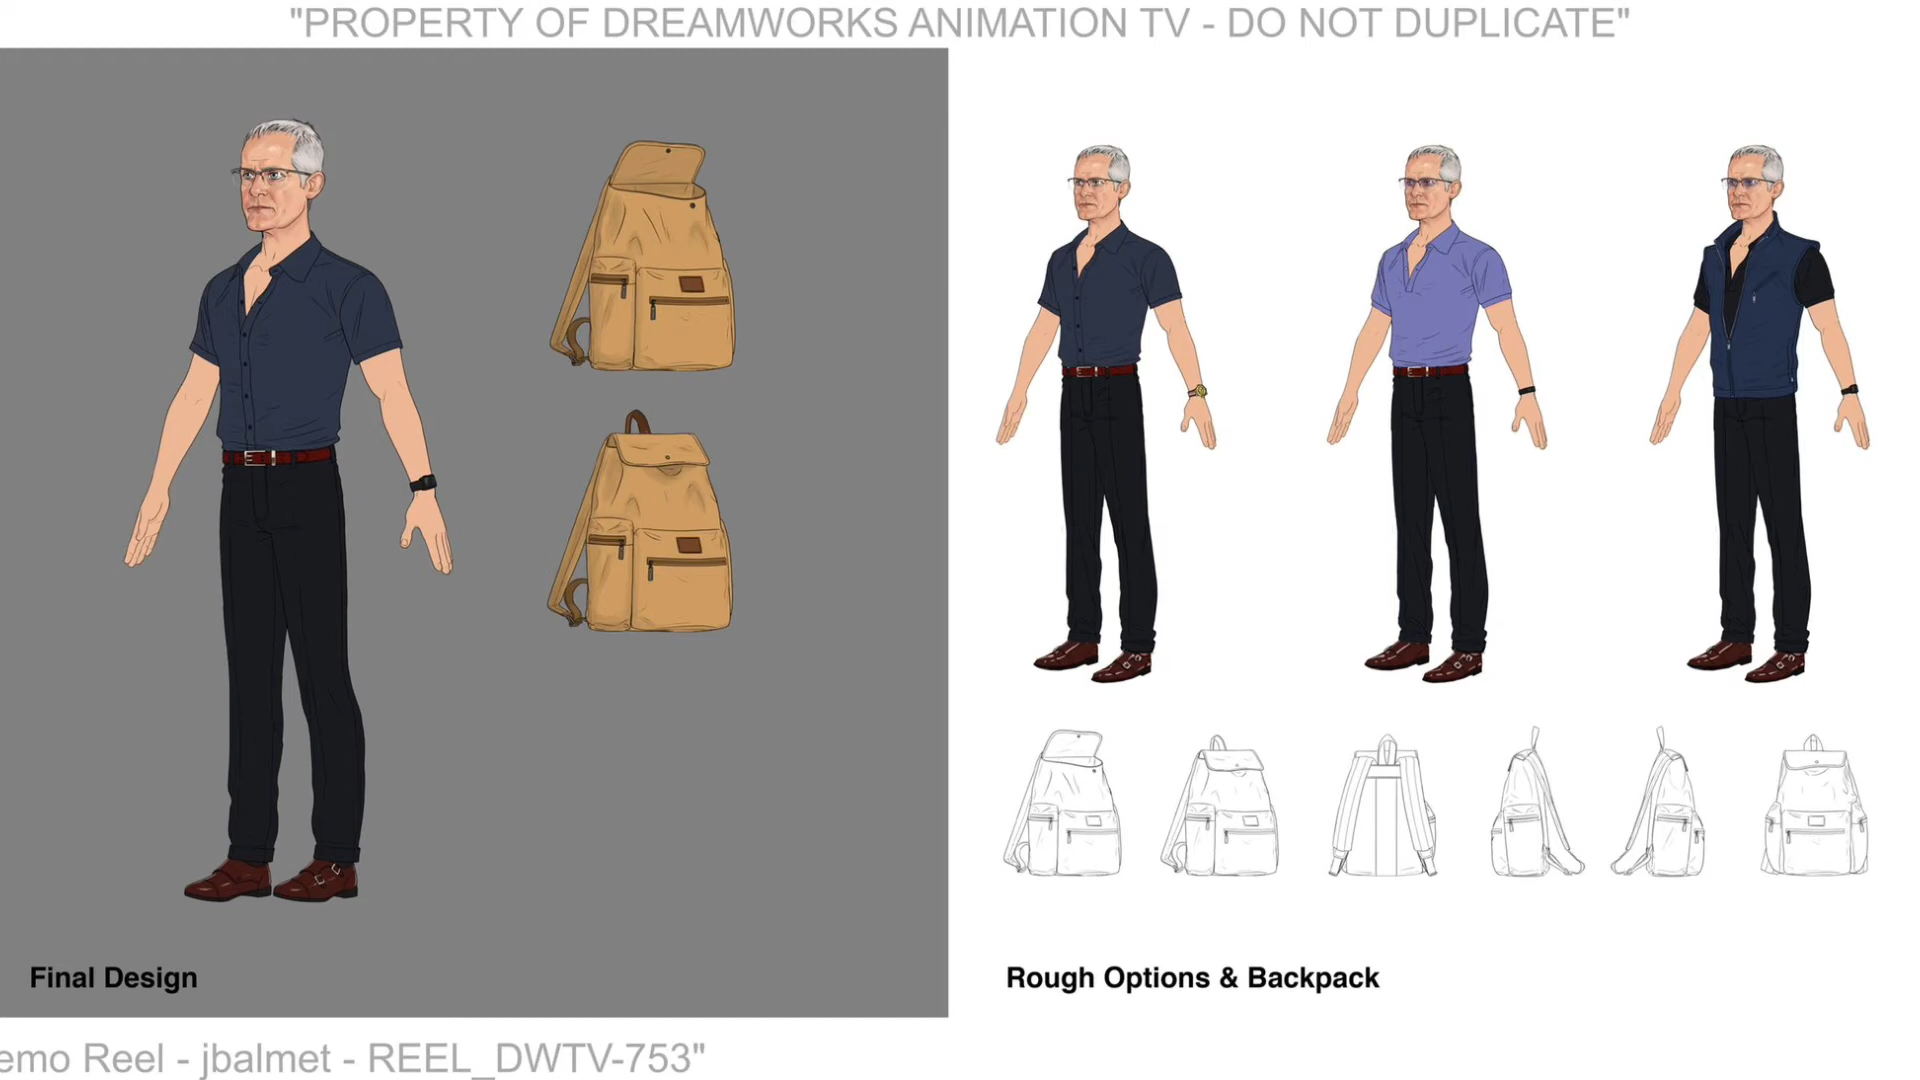 "PROPERTY OF DREAMWORKS ANIMATION TV - DO NOT DUPLICATE"
Final Design
Rough Options & Backpack
emo Reel - jbalmet - REEL_DWTV-753"